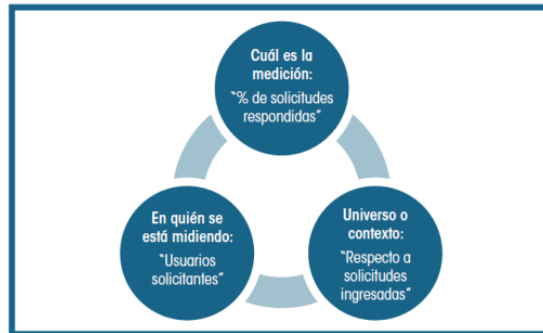 Cuál es la
medición:
"% de solicitudes
respondidas"
En quién se
está midiendo:
"Usuarios
solicitantes"
Universo o
contexto:
"Respecto a
solicitudes
ingresadas"